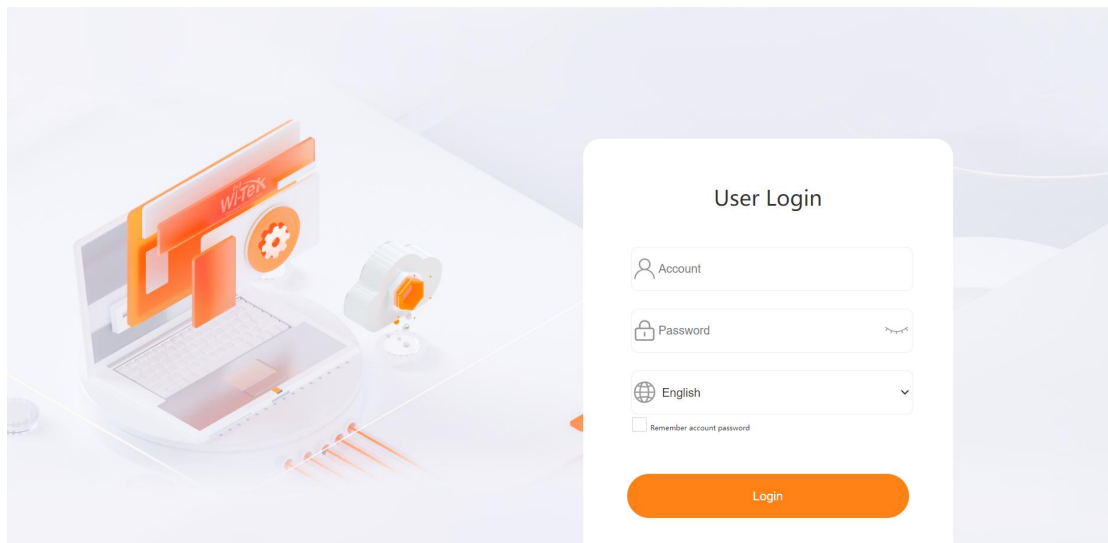 Wi-Tek
User Login
Account
Password
English
Remember account password
Login